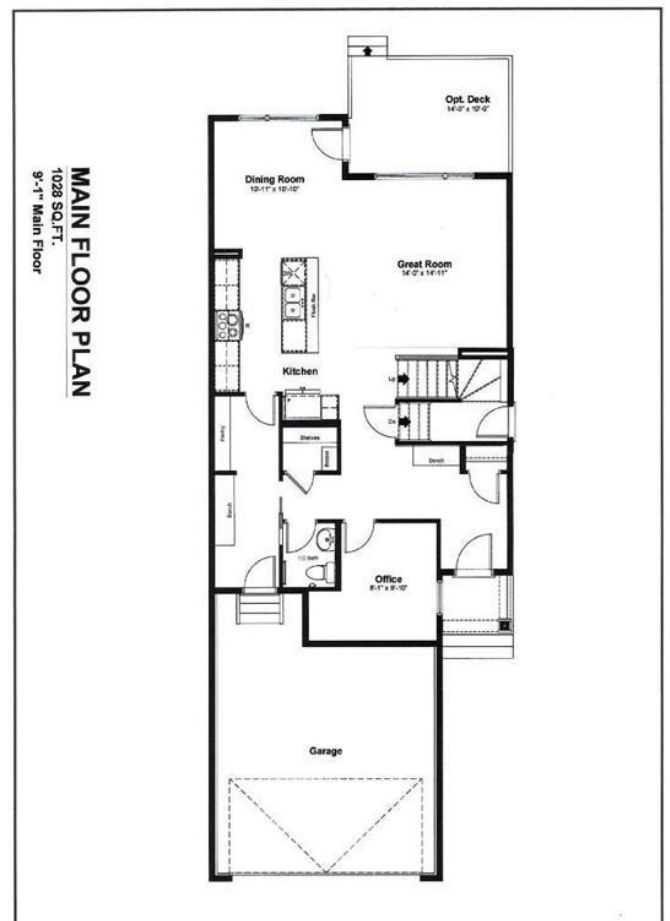 MAIN FLOOR PLAN
1028 SQ.FT.
9'-1" Main Floor
Opt. Deck
14'-0" x 10'-0"
Dining Room
10'-11" x 10'-10"
Great Room
14'-0" x 14'-11"
DW
Flush Bar
Kitchen
Up
Dn
F
Pantry
Shelves
Broom
Bench
Bench
1/2 Bath
Office
8'-1" x 9'-10"
Garage